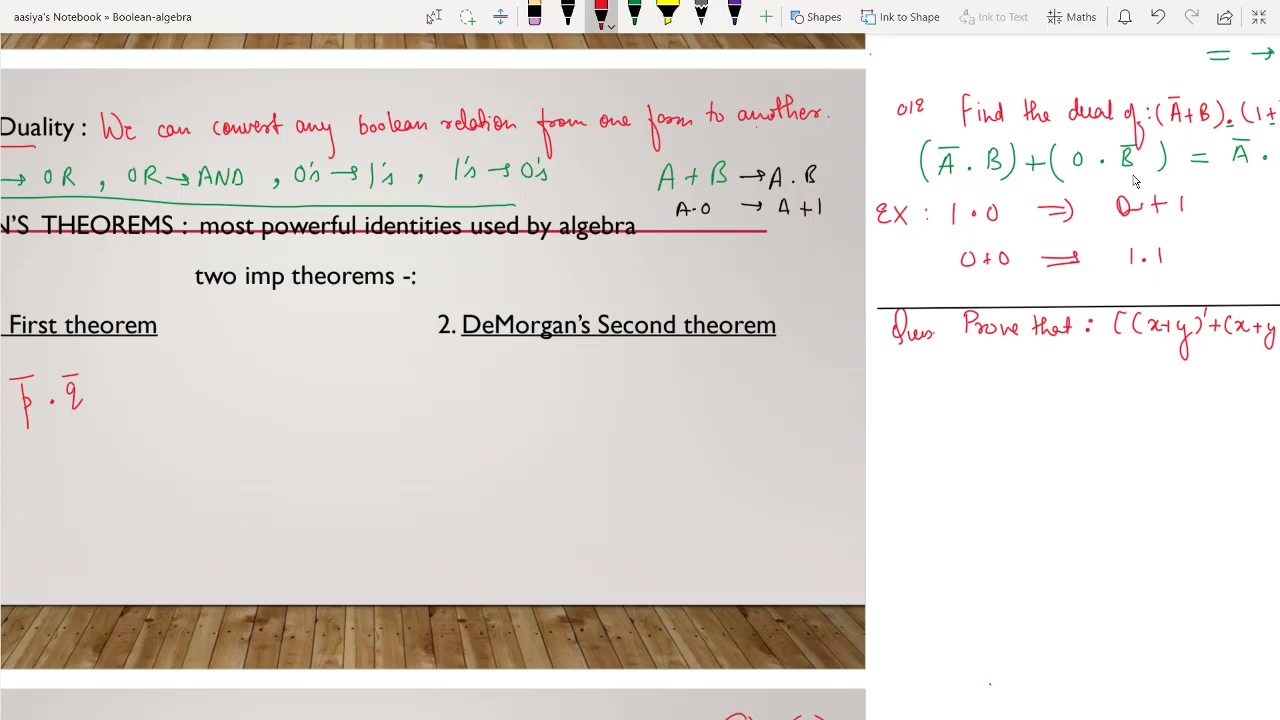 aasiya's Notebook » Boolean-algebra
Shapes Ink to Shape Ink to Text Maths
Duality : We can convert any boolean relation from one form to another.
→ OR , OR → AND , 0's → 1's , 1's → 0's
A + B → A . B
A.0 → A + 1
N'S THEOREMS : most powerful identities used by algebra
two imp theorems -:
First theorem
2. DeMorgan's Second theorem
p̅ . q̅
= →
Find the dual of : (A̅+B).(1+
(A̅ . B) + (0 . B̅) = A̅ .
EX : 1 . 0 ⇒ 0 + 1
0+0 ⇒ 1 . 1
Ques. Prove that : [(x+y)'+(x+y